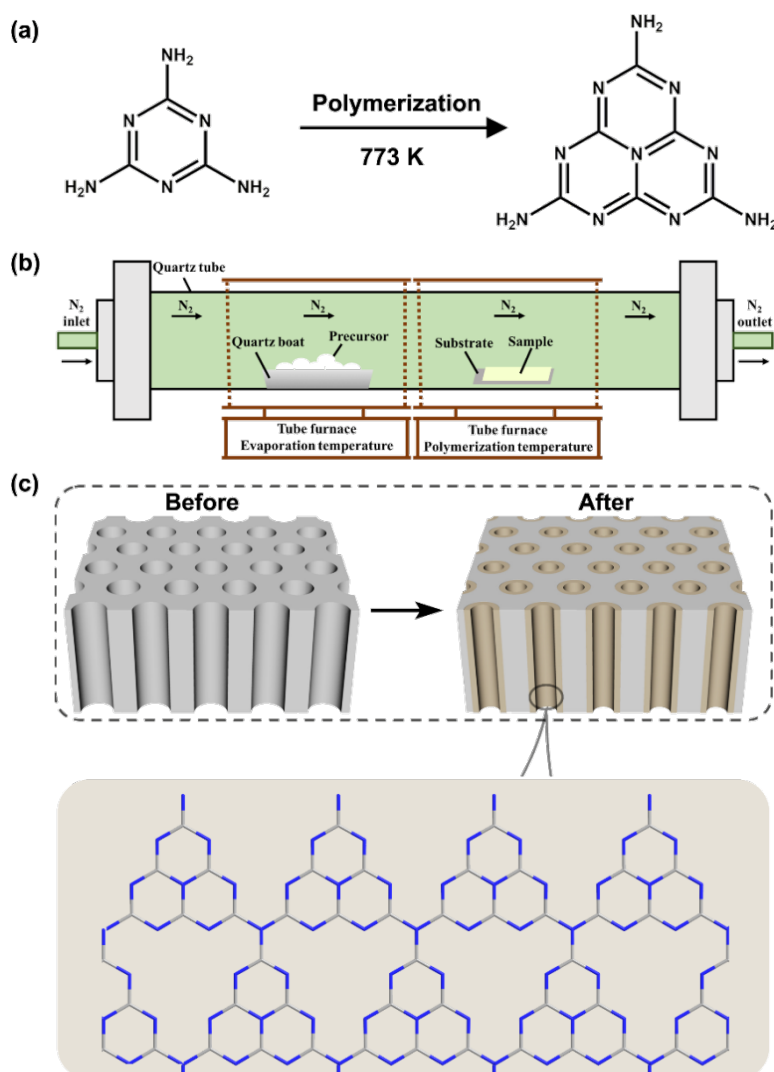 (a)
NH2
N
N
N
H2N
NH2
Polymerization
773 K
NH2
N
N
N
N
N
N
N
H2N
NH2
(b)
Quartz tube
N2
inlet
N2
N2
N2
N2
N2
outlet
Quartz boat
Precursor
Substrate
Sample
Tube furnace
Evaporation temperature
Tube furnace
Polymerization temperature
(c)
Before
After